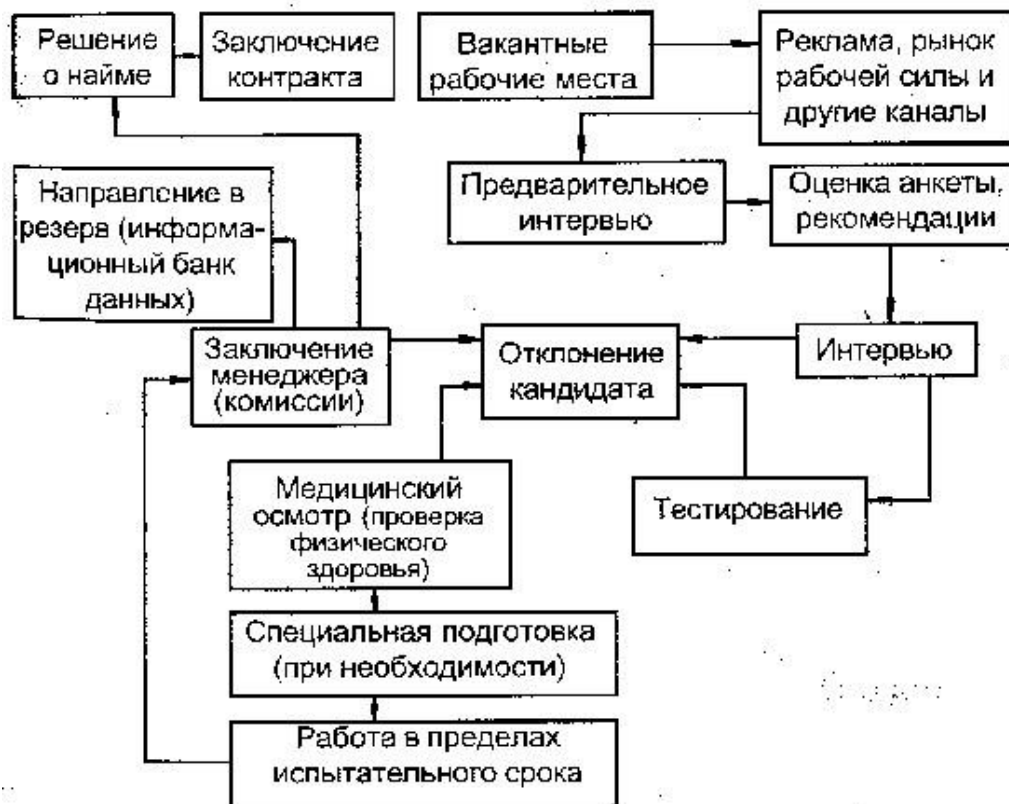 Решение
о найме
Заключение
контракта
Вакантные
рабочие места
Реклама, рынок
рабочей силы и
другие каналы
Направление в
резерв (информа-
ционный банк
данных)
Предварительное
интервью
Оценка анкеты,
рекомендации
Заключение
менеджера
(комиссии)
Отклонение
кандидата
Интервью
Медицинский
осмотр (проверка
физического
здоровья)
Тестирование
Специальная подготовка
(при необходимости)
Работа в пределах
испытательного срока